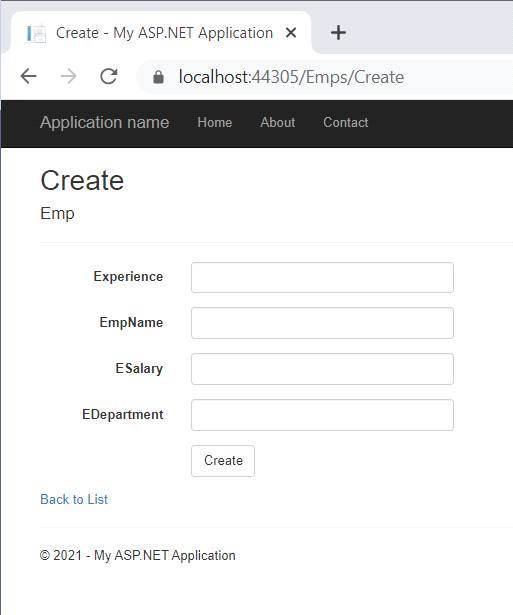 Create - My ASP.NET Application
localhost:44305/Emps/Create
Application name Home About Contact
Create
Emp
Experience
EmpName
ESalary
EDepartment
Create
Back to List
© 2021 - My ASP.NET Application